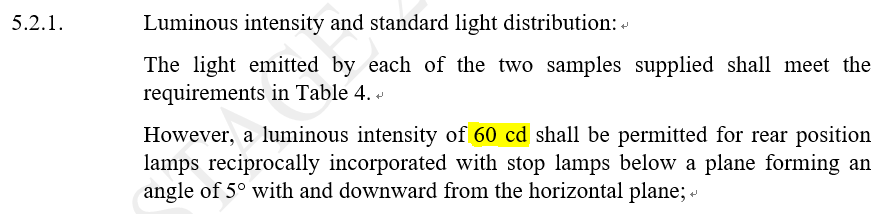 5.2.1. Luminous intensity and standard light distribution:
The light emitted by each of the two samples supplied shall meet the
requirements in Table 4.
However, a luminous intensity of 60 cd shall be permitted for rear position
lamps reciprocally incorporated with stop lamps below a plane forming an
angle of 5° with and downward from the horizontal plane;
STAGE 2